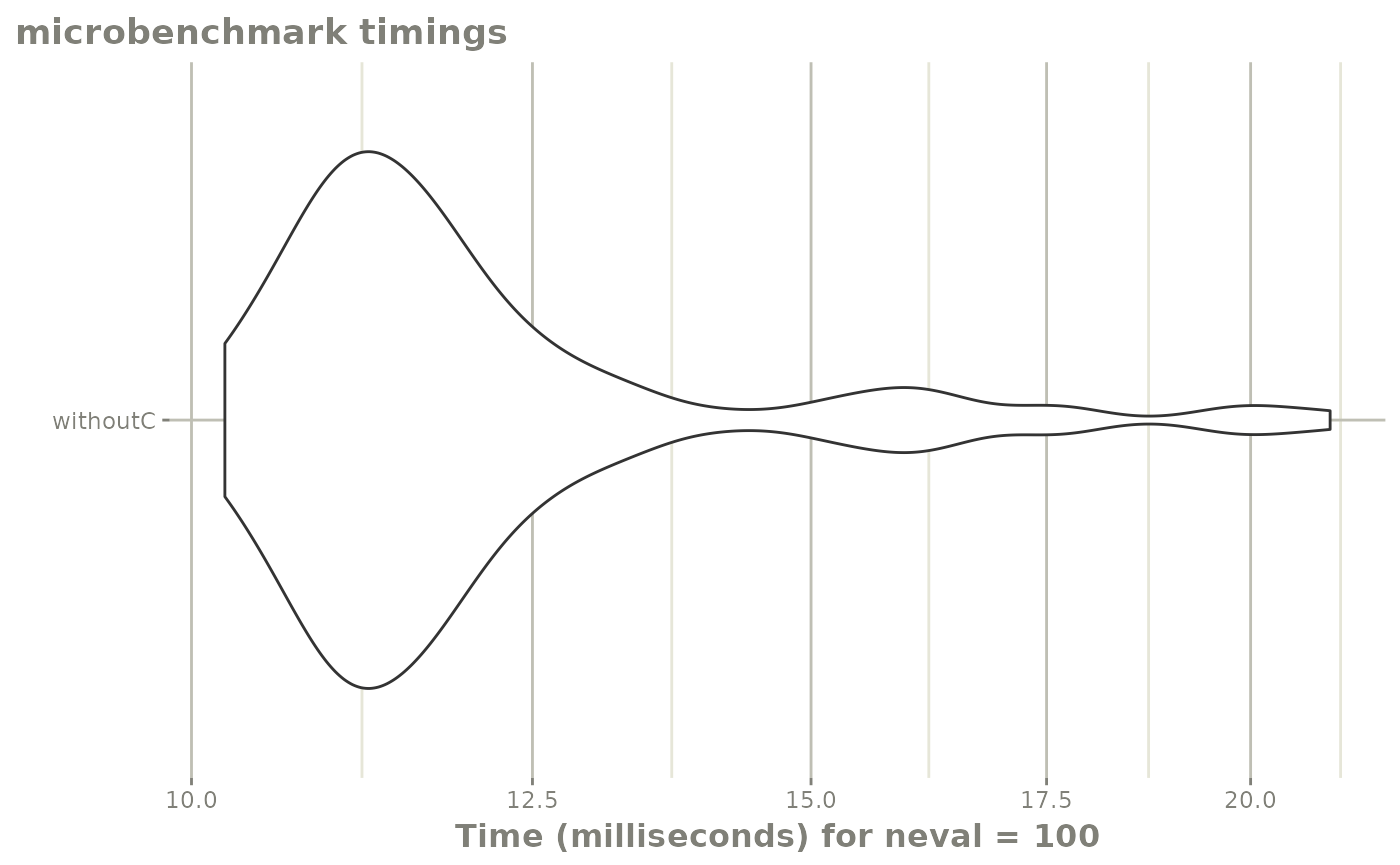 microbenchmark timings
withoutC
10.0 12.5 15.0 17.5 20.0
Time (milliseconds) for neval = 100